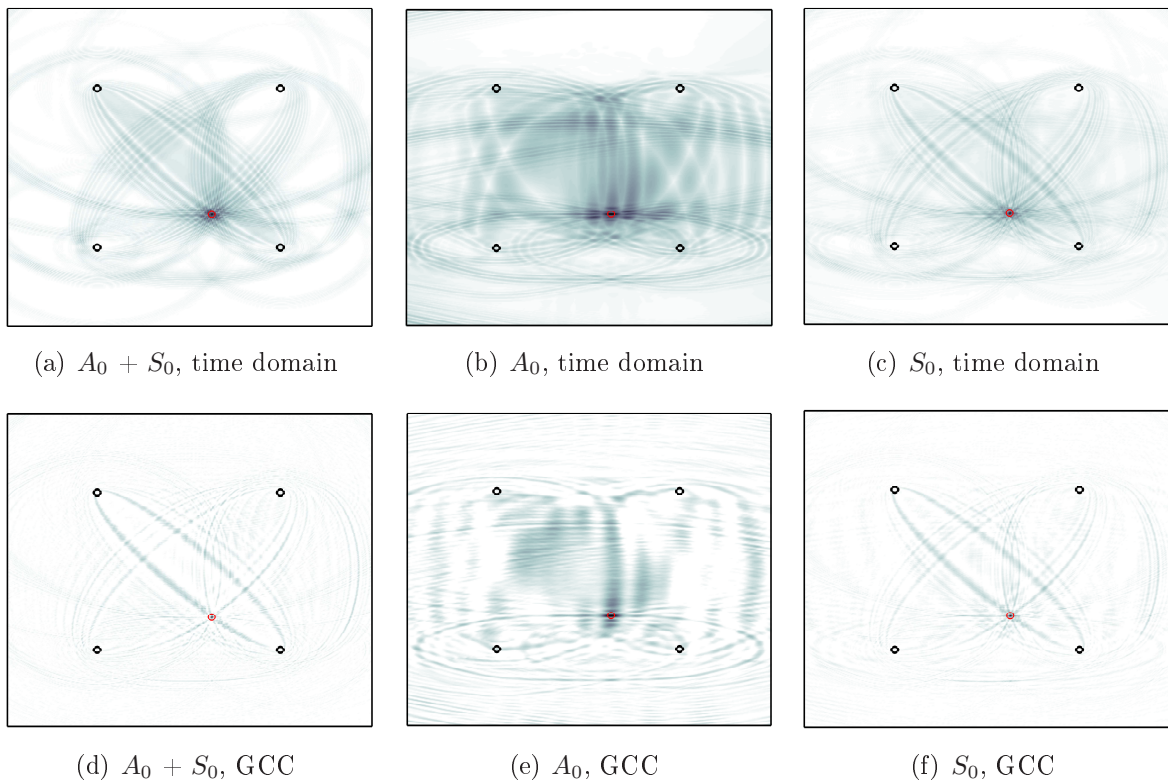 (a) A₀ + S₀, time domain
(b) A₀, time domain
(c) S₀, time domain
(d) A₀ + S₀, GCC
(e) A₀, GCC
(f) S₀, GCC